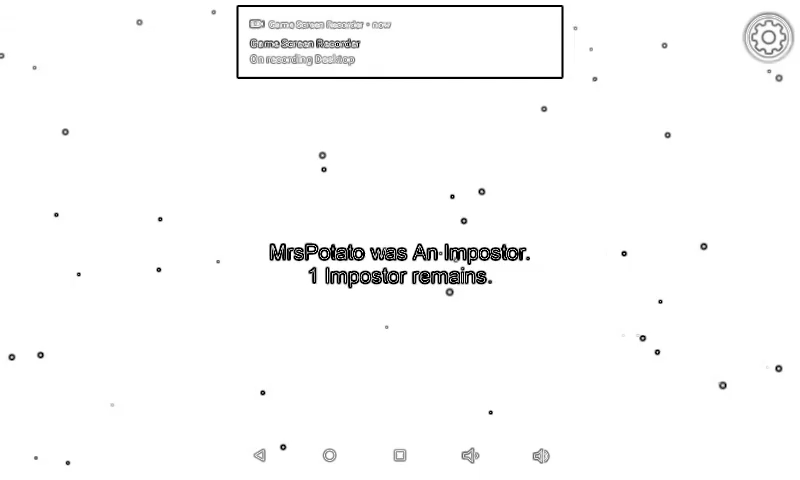 Game Screen Recorder • now
Game Screen Recorder
On recording Desktop
MrsPotato was An Impostor.
1 Impostor remains.